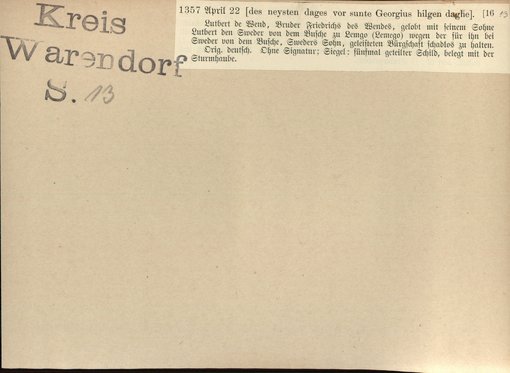 Kreis
Warendorf
S. 13
1357 April 22 [des neysten dages vor sunte Georgius hilgen daghe]. [16 13
Lutbert de Wend, Bruder Friedrichs des Wendes, gelobt mit seinem Sohne
Lutbert den Sweder von dem Busche zu Lemgo (Lemego) wegen der für ihn bei
Sweder von dem Busche, Sweders Sohn, geleisteten Bürgschaft schadlos zu halten.
Orig. deutsch. Ohne Signatur; Siegel: fünfmal geteilter Schild, belegt mit der
Sturmhaube.